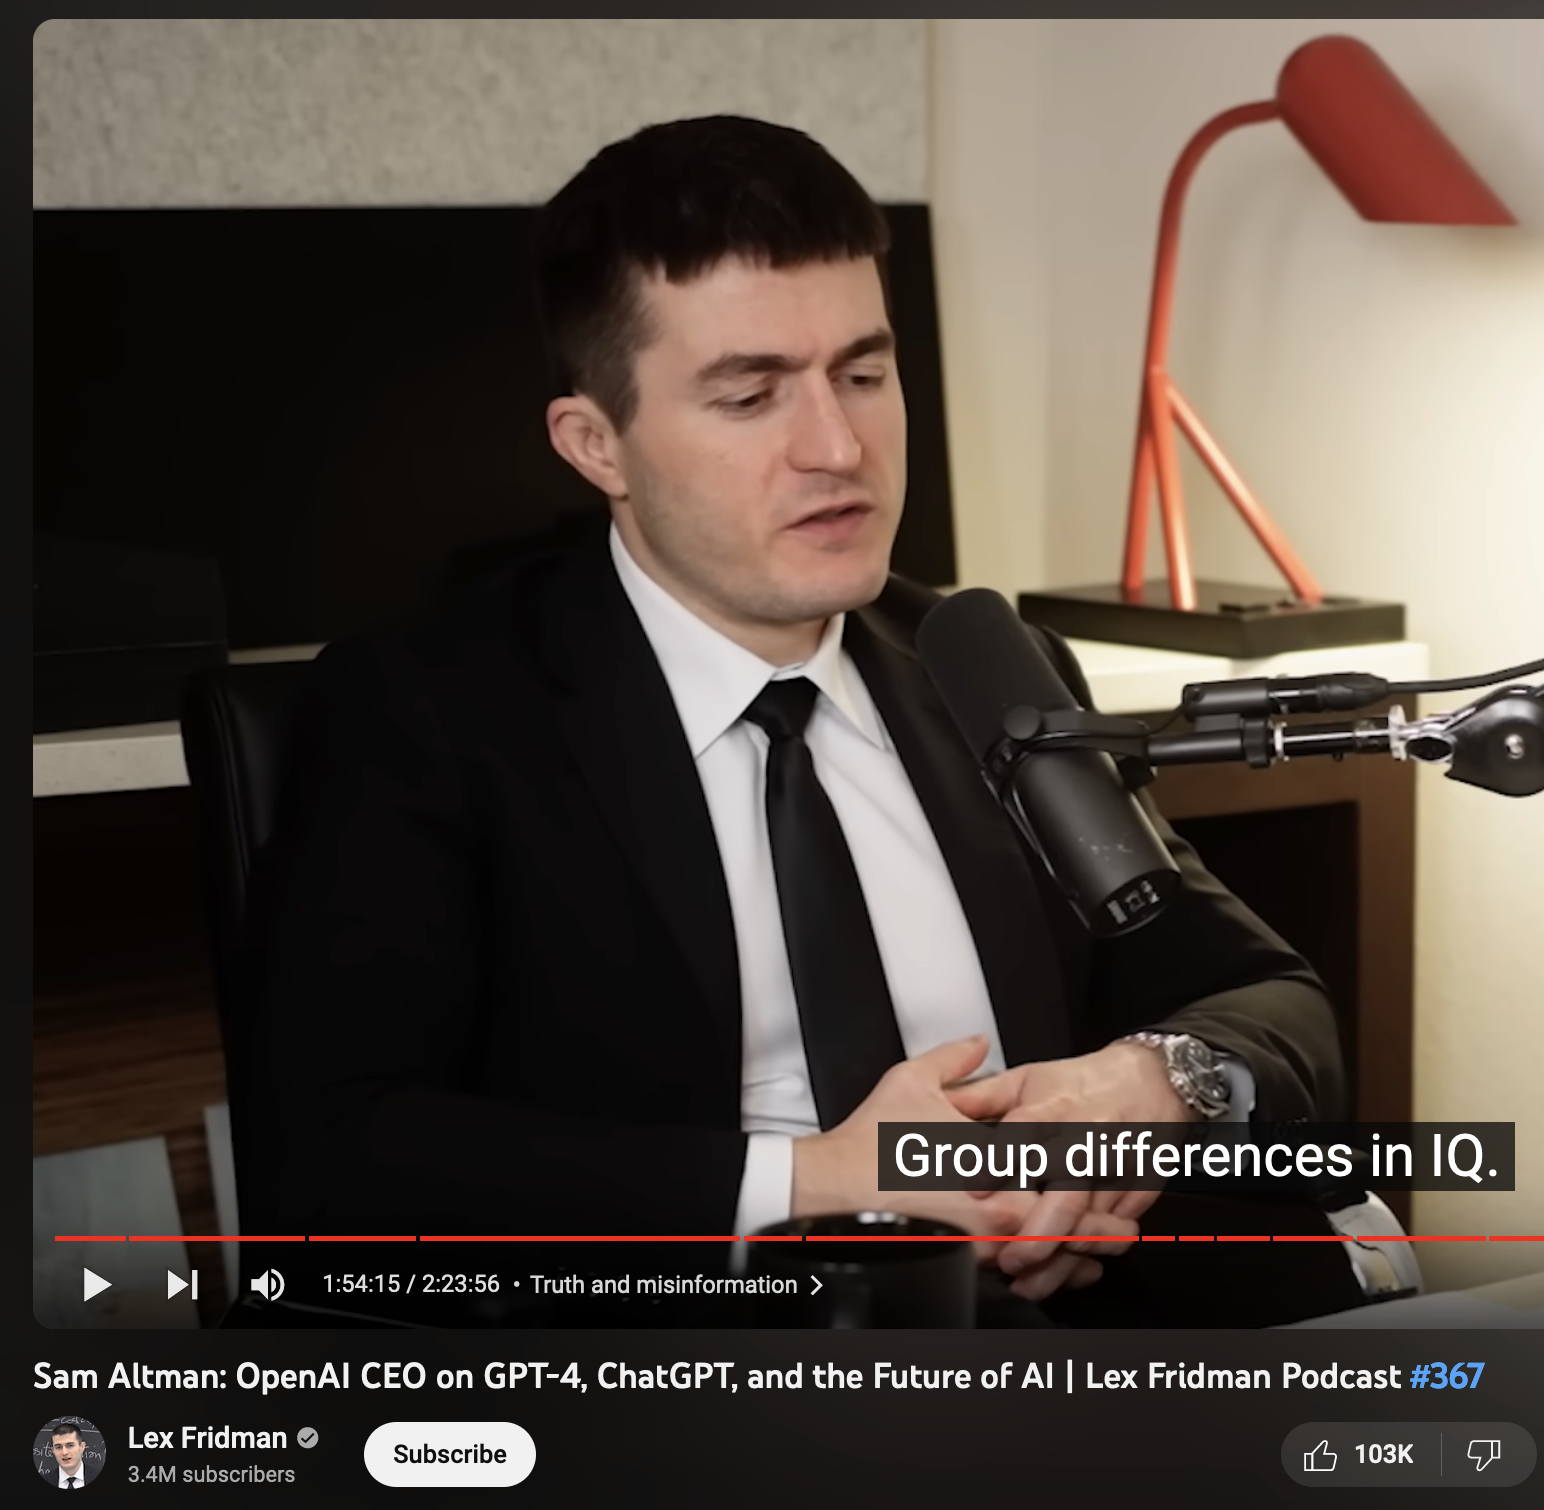 Group differences in IQ.
1:54:15 / 2:23:56 • Truth and misinformation
Sam Altman: OpenAI CEO on GPT-4, ChatGPT, and the Future of AI | Lex Fridman Podcast #367
Lex Fridman
3.4M subscribers
Subscribe
103K